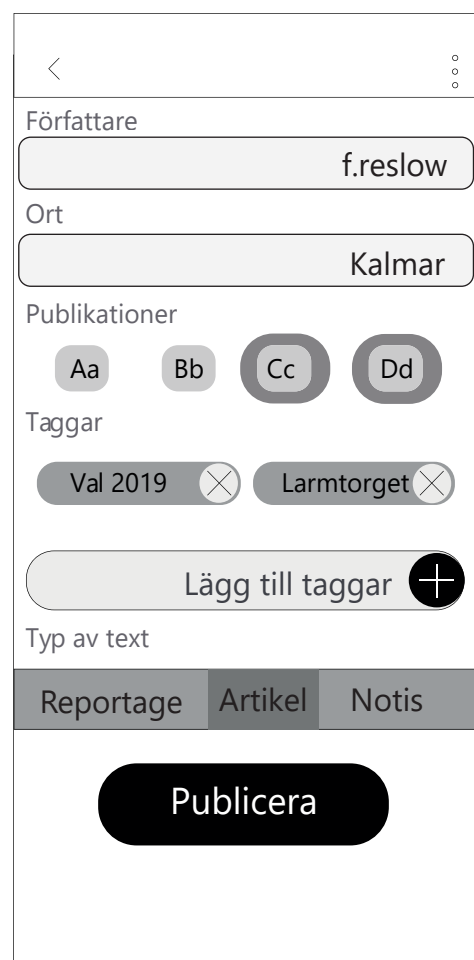 Författare
f.reslow
Ort
Kalmar
Publikationer
Aa Bb Cc Dd
Taggar
Val 2019 Larmtorget
Lägg till taggar
Typ av text
Reportage Artikel Notis
Publicera